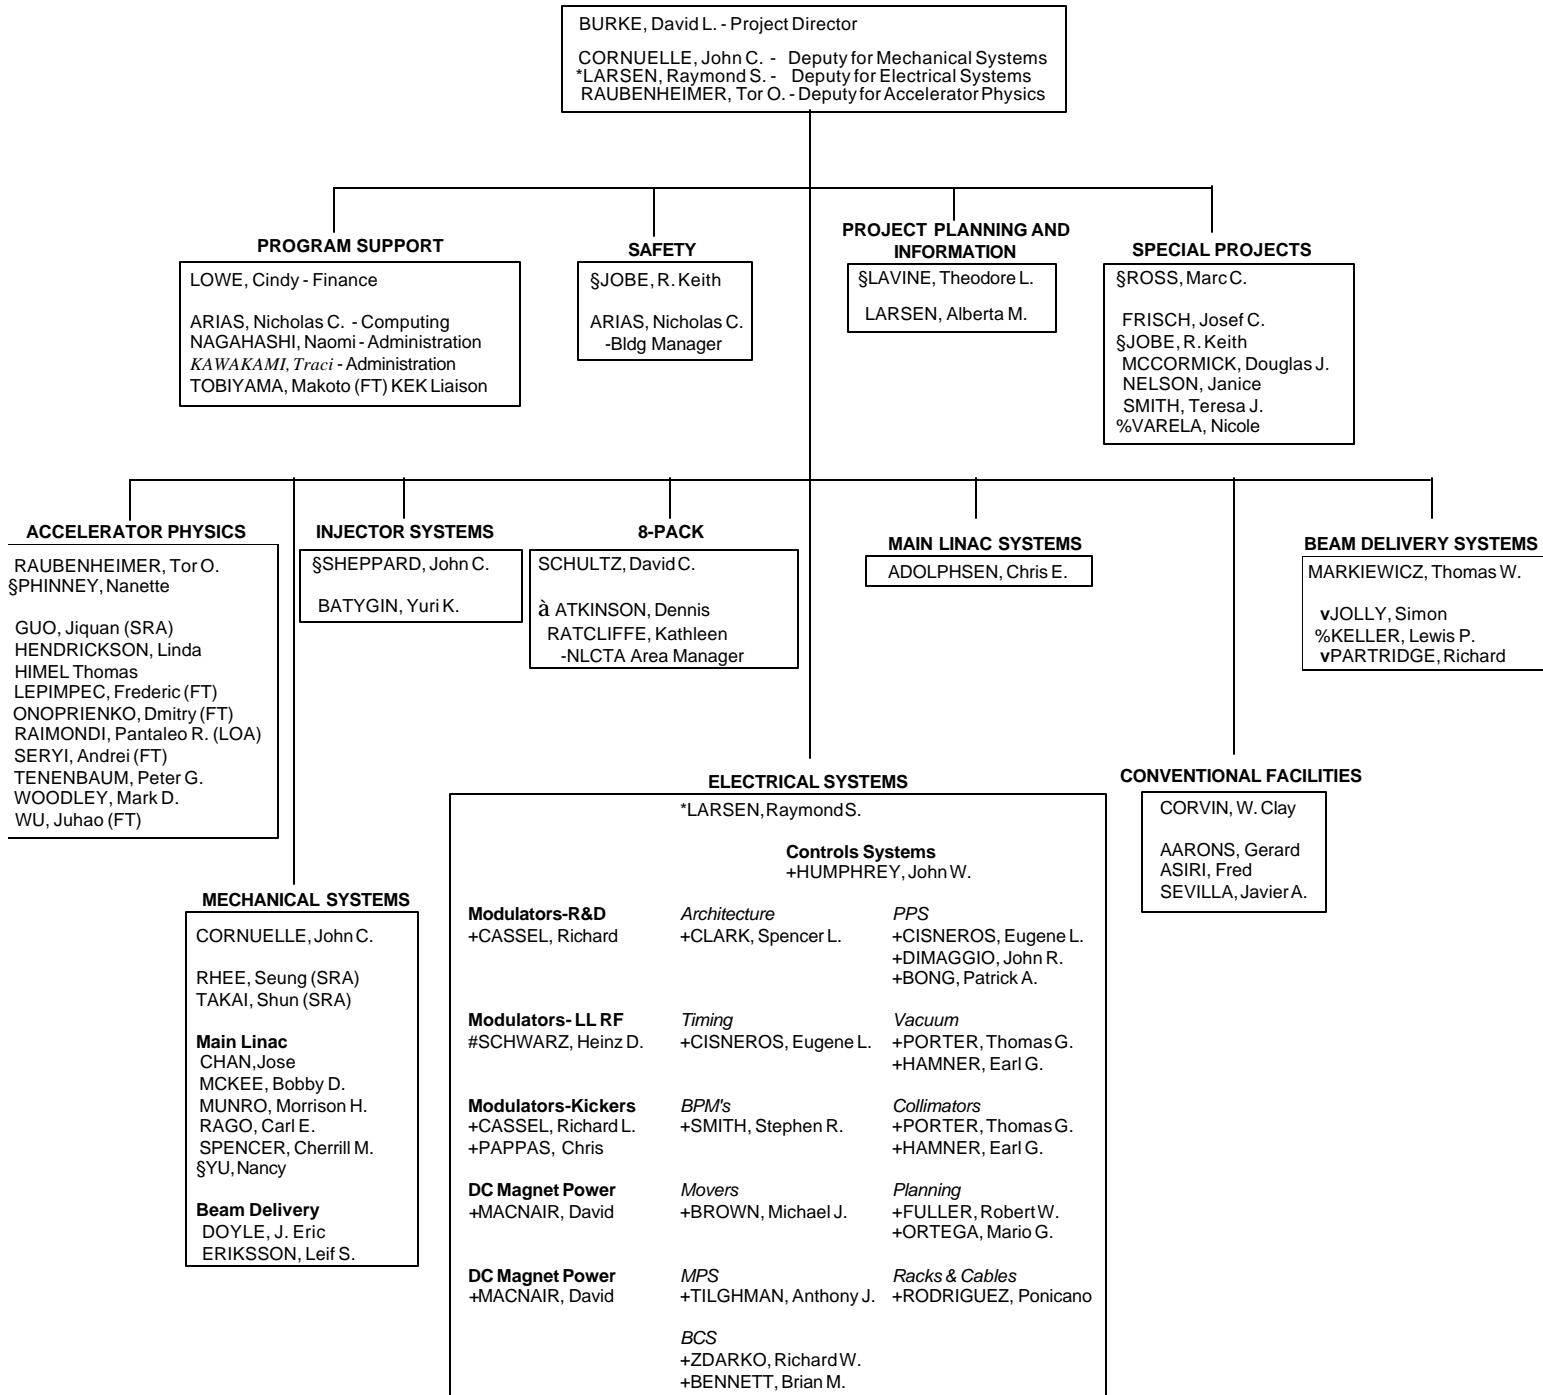 BURKE, David L. - Project Director
CORNUELLE, John C. - Deputy for Mechanical Systems
*LARSEN, Raymond S. - Deputy for Electrical Systems
RAUBENHEIMER, Tor O. - Deputy for Accelerator Physics
PROGRAM SUPPORT
LOWE, Cindy - Finance
ARIAS, Nicholas C. - Computing
NAGAHASHI, Naomi - Administration
KAWAKAMI, Traci - Administration
TOBIYAMA, Makoto (FT) KEK Liaison
SAFETY
§JOBE, R. Keith
ARIAS, Nicholas C.
-Bldg Manager
PROJECT PLANNING AND
INFORMATION
§LAVINE, Theodore L.
LARSEN, Alberta M.
SPECIAL PROJECTS
§ROSS, Marc C.
FRISCH, Josef C.
§JOBE, R. Keith
MCCORMICK, Douglas J.
NELSON, Janice
SMITH, Teresa J.
%VARELA, Nicole
ACCELERATOR PHYSICS
RAUBENHEIMER, Tor O.
§PHINNEY, Nanette
GUO, Jiquan (SRA)
HENDRICKSON, Linda
HIMEL Thomas
LEPIMPEC, Frederic (FT)
ONOPRIENKO, Dmitry (FT)
RAIMONDI, Pantaleo R. (LOA)
SERYI, Andrei (FT)
TENENBAUM, Peter G.
WOODLEY, Mark D.
WU, Juhao (FT)
INJECTOR SYSTEMS
§SHEPPARD, John C.
BATYGIN, Yuri K.
8-PACK
SCHULTZ, David C.
à ATKINSON, Dennis
RATCLIFFE, Kathleen
-NLCTA Area Manager
MAIN LINAC SYSTEMS
ADOLPHSEN, Chris E.
BEAM DELIVERY SYSTEMS
MARKIEWICZ, Thomas W.
vJOLLY, Simon
%KELLER, Lewis P.
vPARTRIDGE, Richard
MECHANICAL SYSTEMS
CORNUELLE, John C.
RHEE, Seung (SRA)
TAKAI, Shun (SRA)
Main Linac
CHAN, Jose
MCKEE, Bobby D.
MUNRO, Morrison H.
RAGO, Carl E.
SPENCER, Cherrill M.
§YU, Nancy
Beam Delivery
DOYLE, J. Eric
ERIKSSON, Leif S.
ELECTRICAL SYSTEMS
*LARSEN, Raymond S.
Controls Systems
+HUMPHREY, John W.
Modulators-R&D
+CASSEL, Richard
Architecture
+CLARK, Spencer L.
PPS
+CISNEROS, Eugene L.
+DIMAGGIO, John R.
+BONG, Patrick A.
Modulators- LL RF
#SCHWARZ, Heinz D.
Timing
+CISNEROS, Eugene L.
Vacuum
+PORTER, Thomas G.
+HAMNER, Earl G.
Modulators-Kickers
+CASSEL, Richard L.
+PAPPAS, Chris
BPM's
+SMITH, Stephen R.
Collimators
+PORTER, Thomas G.
+HAMNER, Earl G.
DC Magnet Power
+MACNAIR, David
Movers
+BROWN, Michael J.
Planning
+FULLER, Robert W.
+ORTEGA, Mario G.
DC Magnet Power
+MACNAIR, David
MPS
+TILGHMAN, Anthony J.
Racks & Cables
+RODRIGUEZ, Ponicano
BCS
+ZDARKO, Richard W.
+BENNETT, Brian M.
CONVENTIONAL FACILITIES
CORVIN, W. Clay
AARONS, Gerard
ASIRI, Fred
SEVILLA, Javier A.